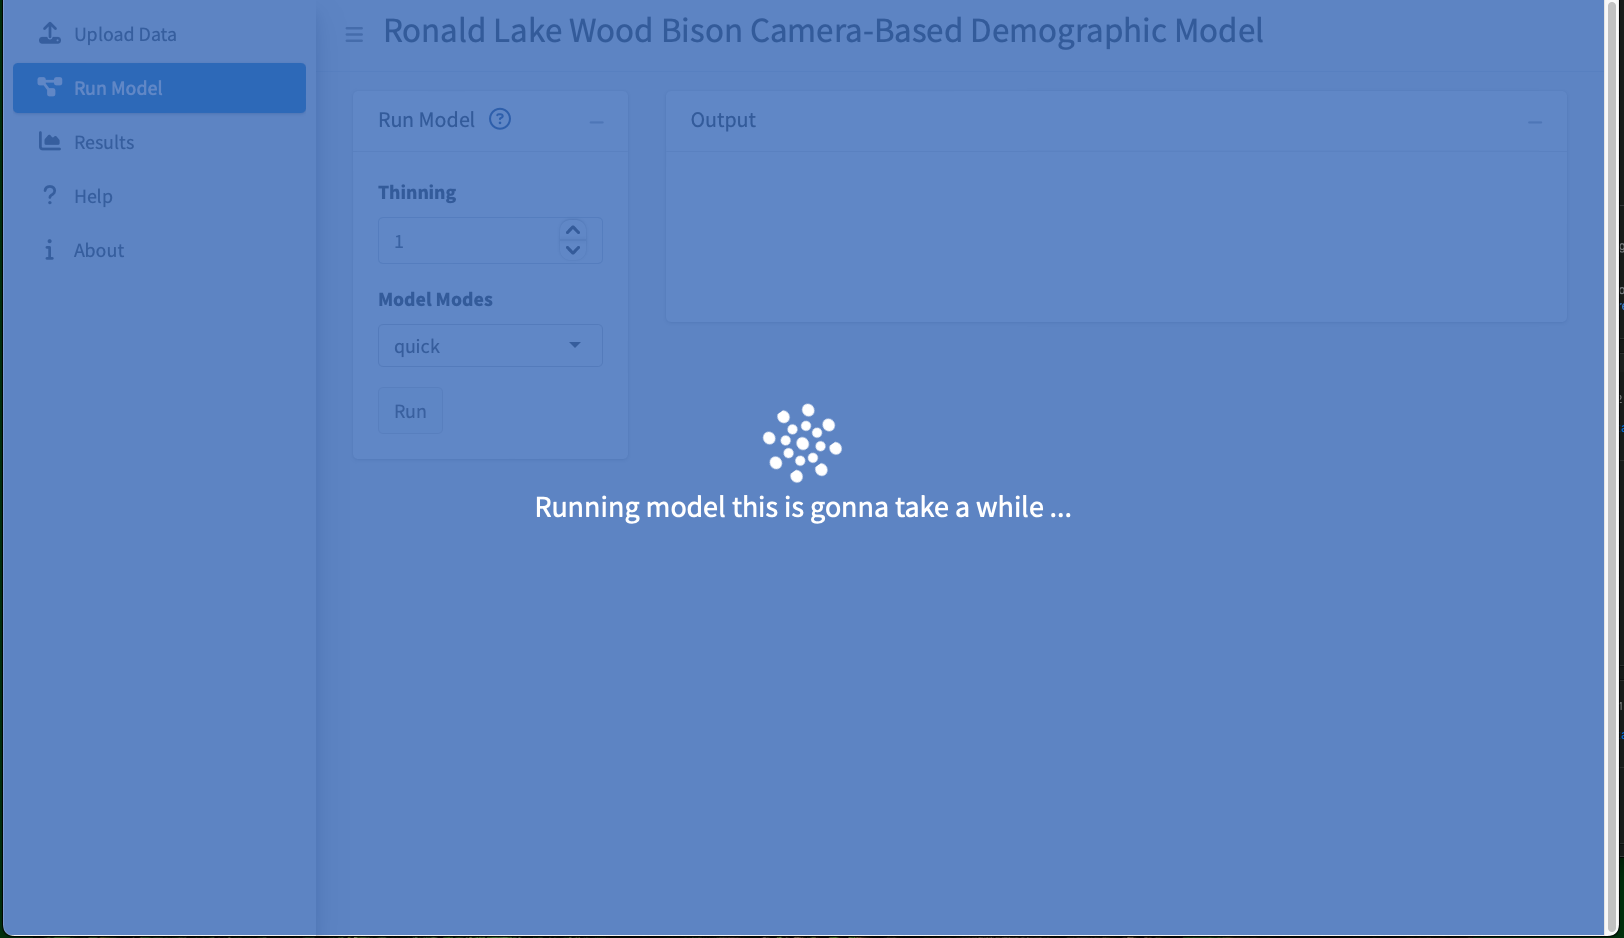 Upload Data
Run Model
Results
Help
About
Ronald Lake Wood Bison Camera-Based Demographic Model
Run Model
Thinning
1
Model Modes
quick
Run
Output
Running model this is gonna take a while ...